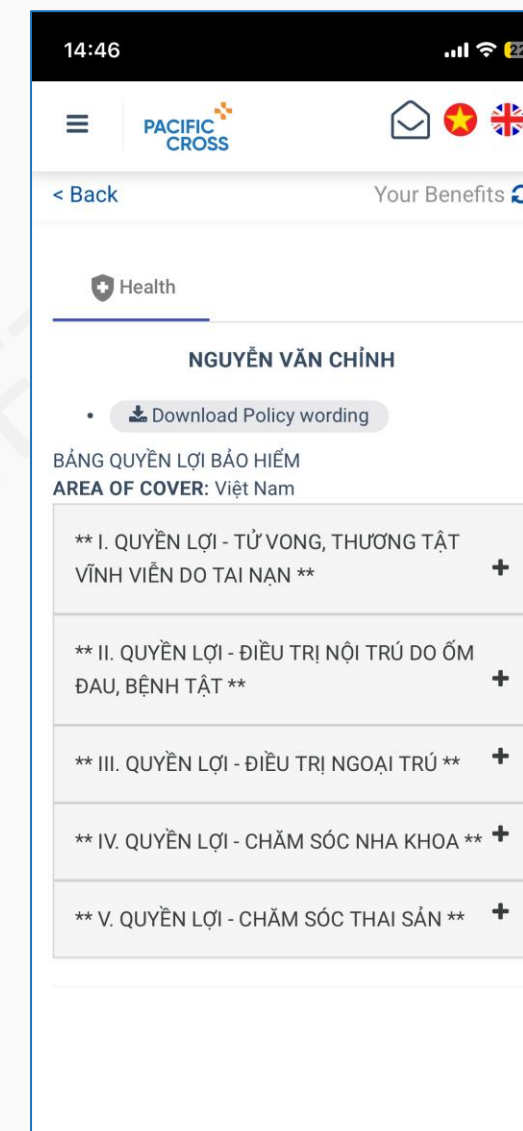 14:46
PACIFIC
CROSS
< Back
Your Benefits
Health
NGUYỄN VĂN CHỈNH
• Download Policy wording
BẢNG QUYỀN LỢI BẢO HIỂM
AREA OF COVER: Việt Nam
** I. QUYỀN LỢI - TỬ VONG, THƯƠNG TẬT
VĨNH VIỄN DO TAI NẠN **
** II. QUYỀN LỢI - ĐIỀU TRỊ NỘI TRÚ DO ỐM
ĐAU, BỆNH TẬT **
** III. QUYỀN LỢI - ĐIỀU TRỊ NGOẠI TRÚ **
** IV. QUYỀN LỢI - CHĂM SÓC NHA KHOA **
** V. QUYỀN LỢI - CHĂM SÓC THAI SẢN **